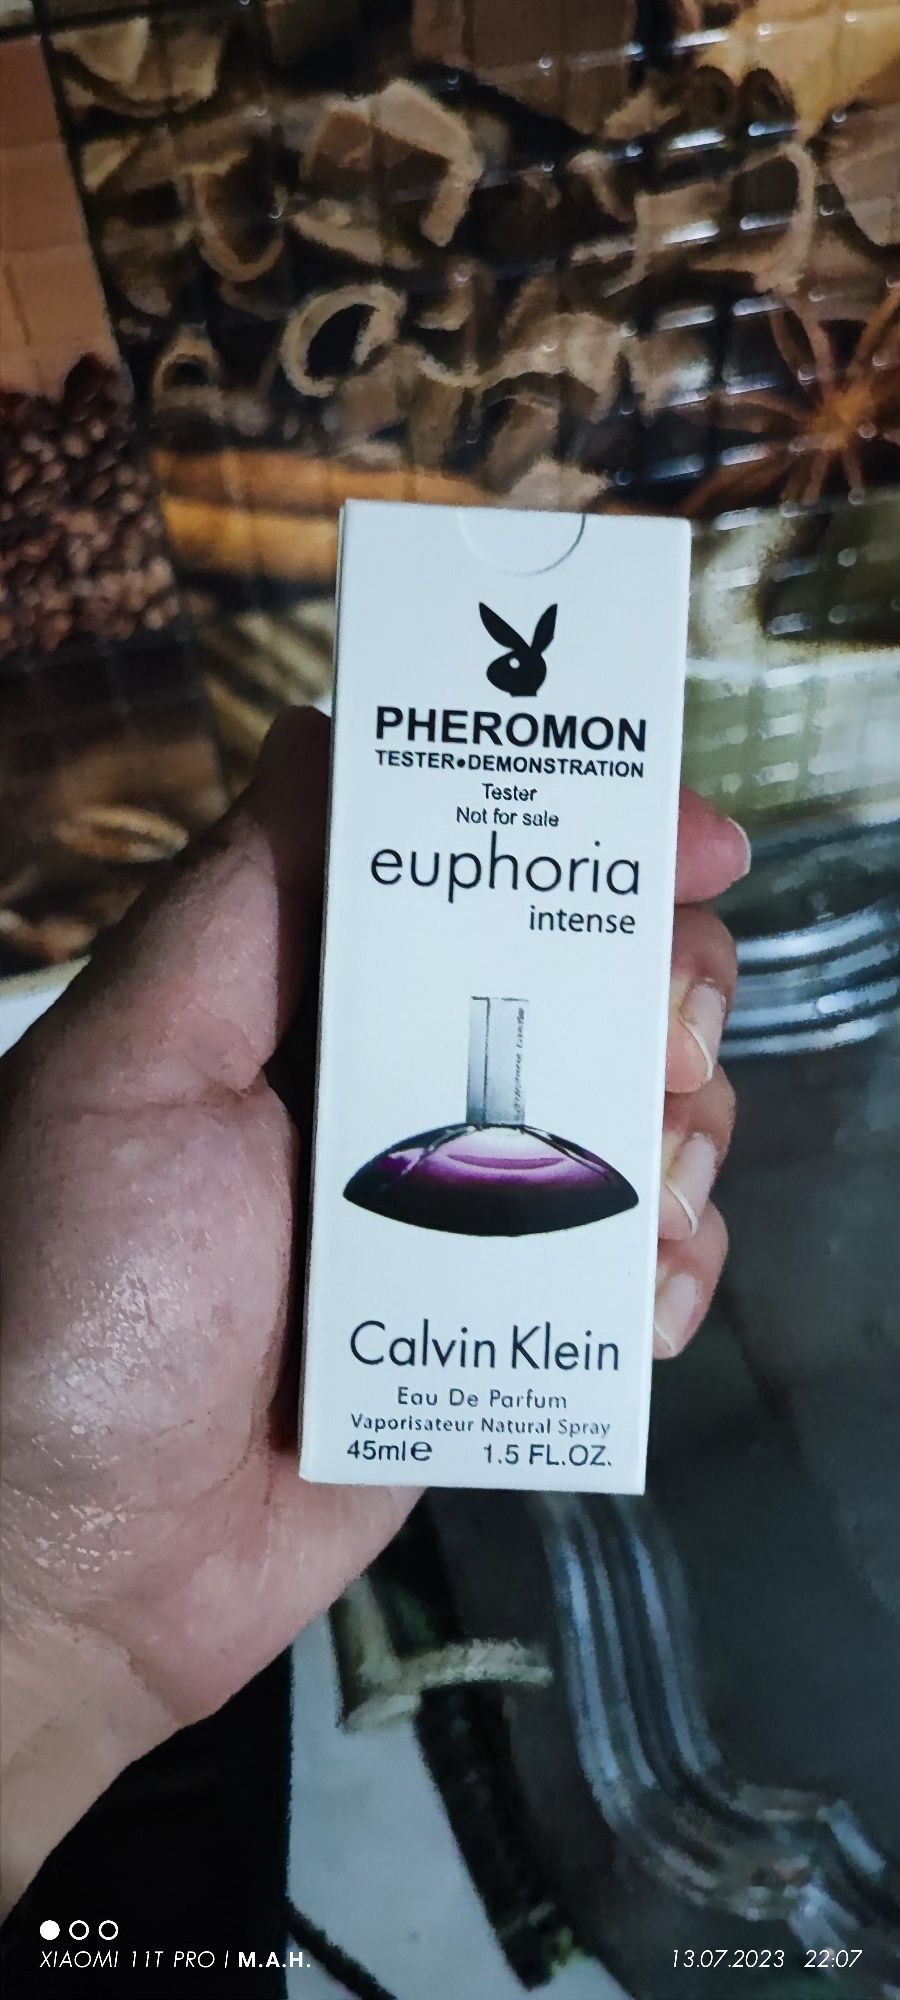 PHEROMON
TESTER•DEMONSTRATION
Tester
Not for sale
euphoria
intense
Calvin Klein
Eau De Parfum
Vaporisateur Natural Spray
45ml e 1.5 FL.OZ.
XIAOMI 11T PRO | M.A.H.
13.07.2023 22:07